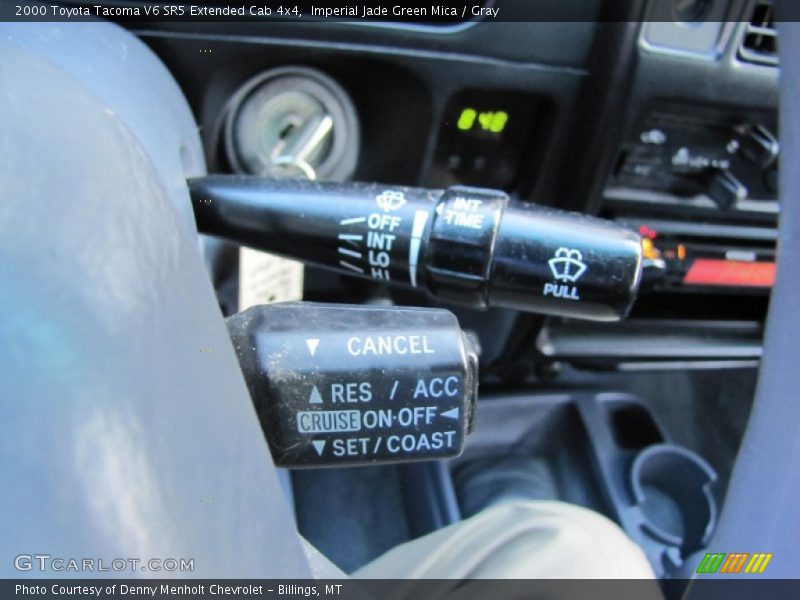 2000 Toyota Tacoma V6 SR5 Extended Cab 4x4, Imperial Jade Green Mica / Gray
8:48
INT
TIME
OFF
INT
LO
HI
PULL
▼ CANCEL
▲ RES / ACC
CRUISE ON·OFF ◄
▼ SET / COAST
GTCARLOT.COM
Photo Courtesy of Denny Menholt Chevrolet - Billings, MT